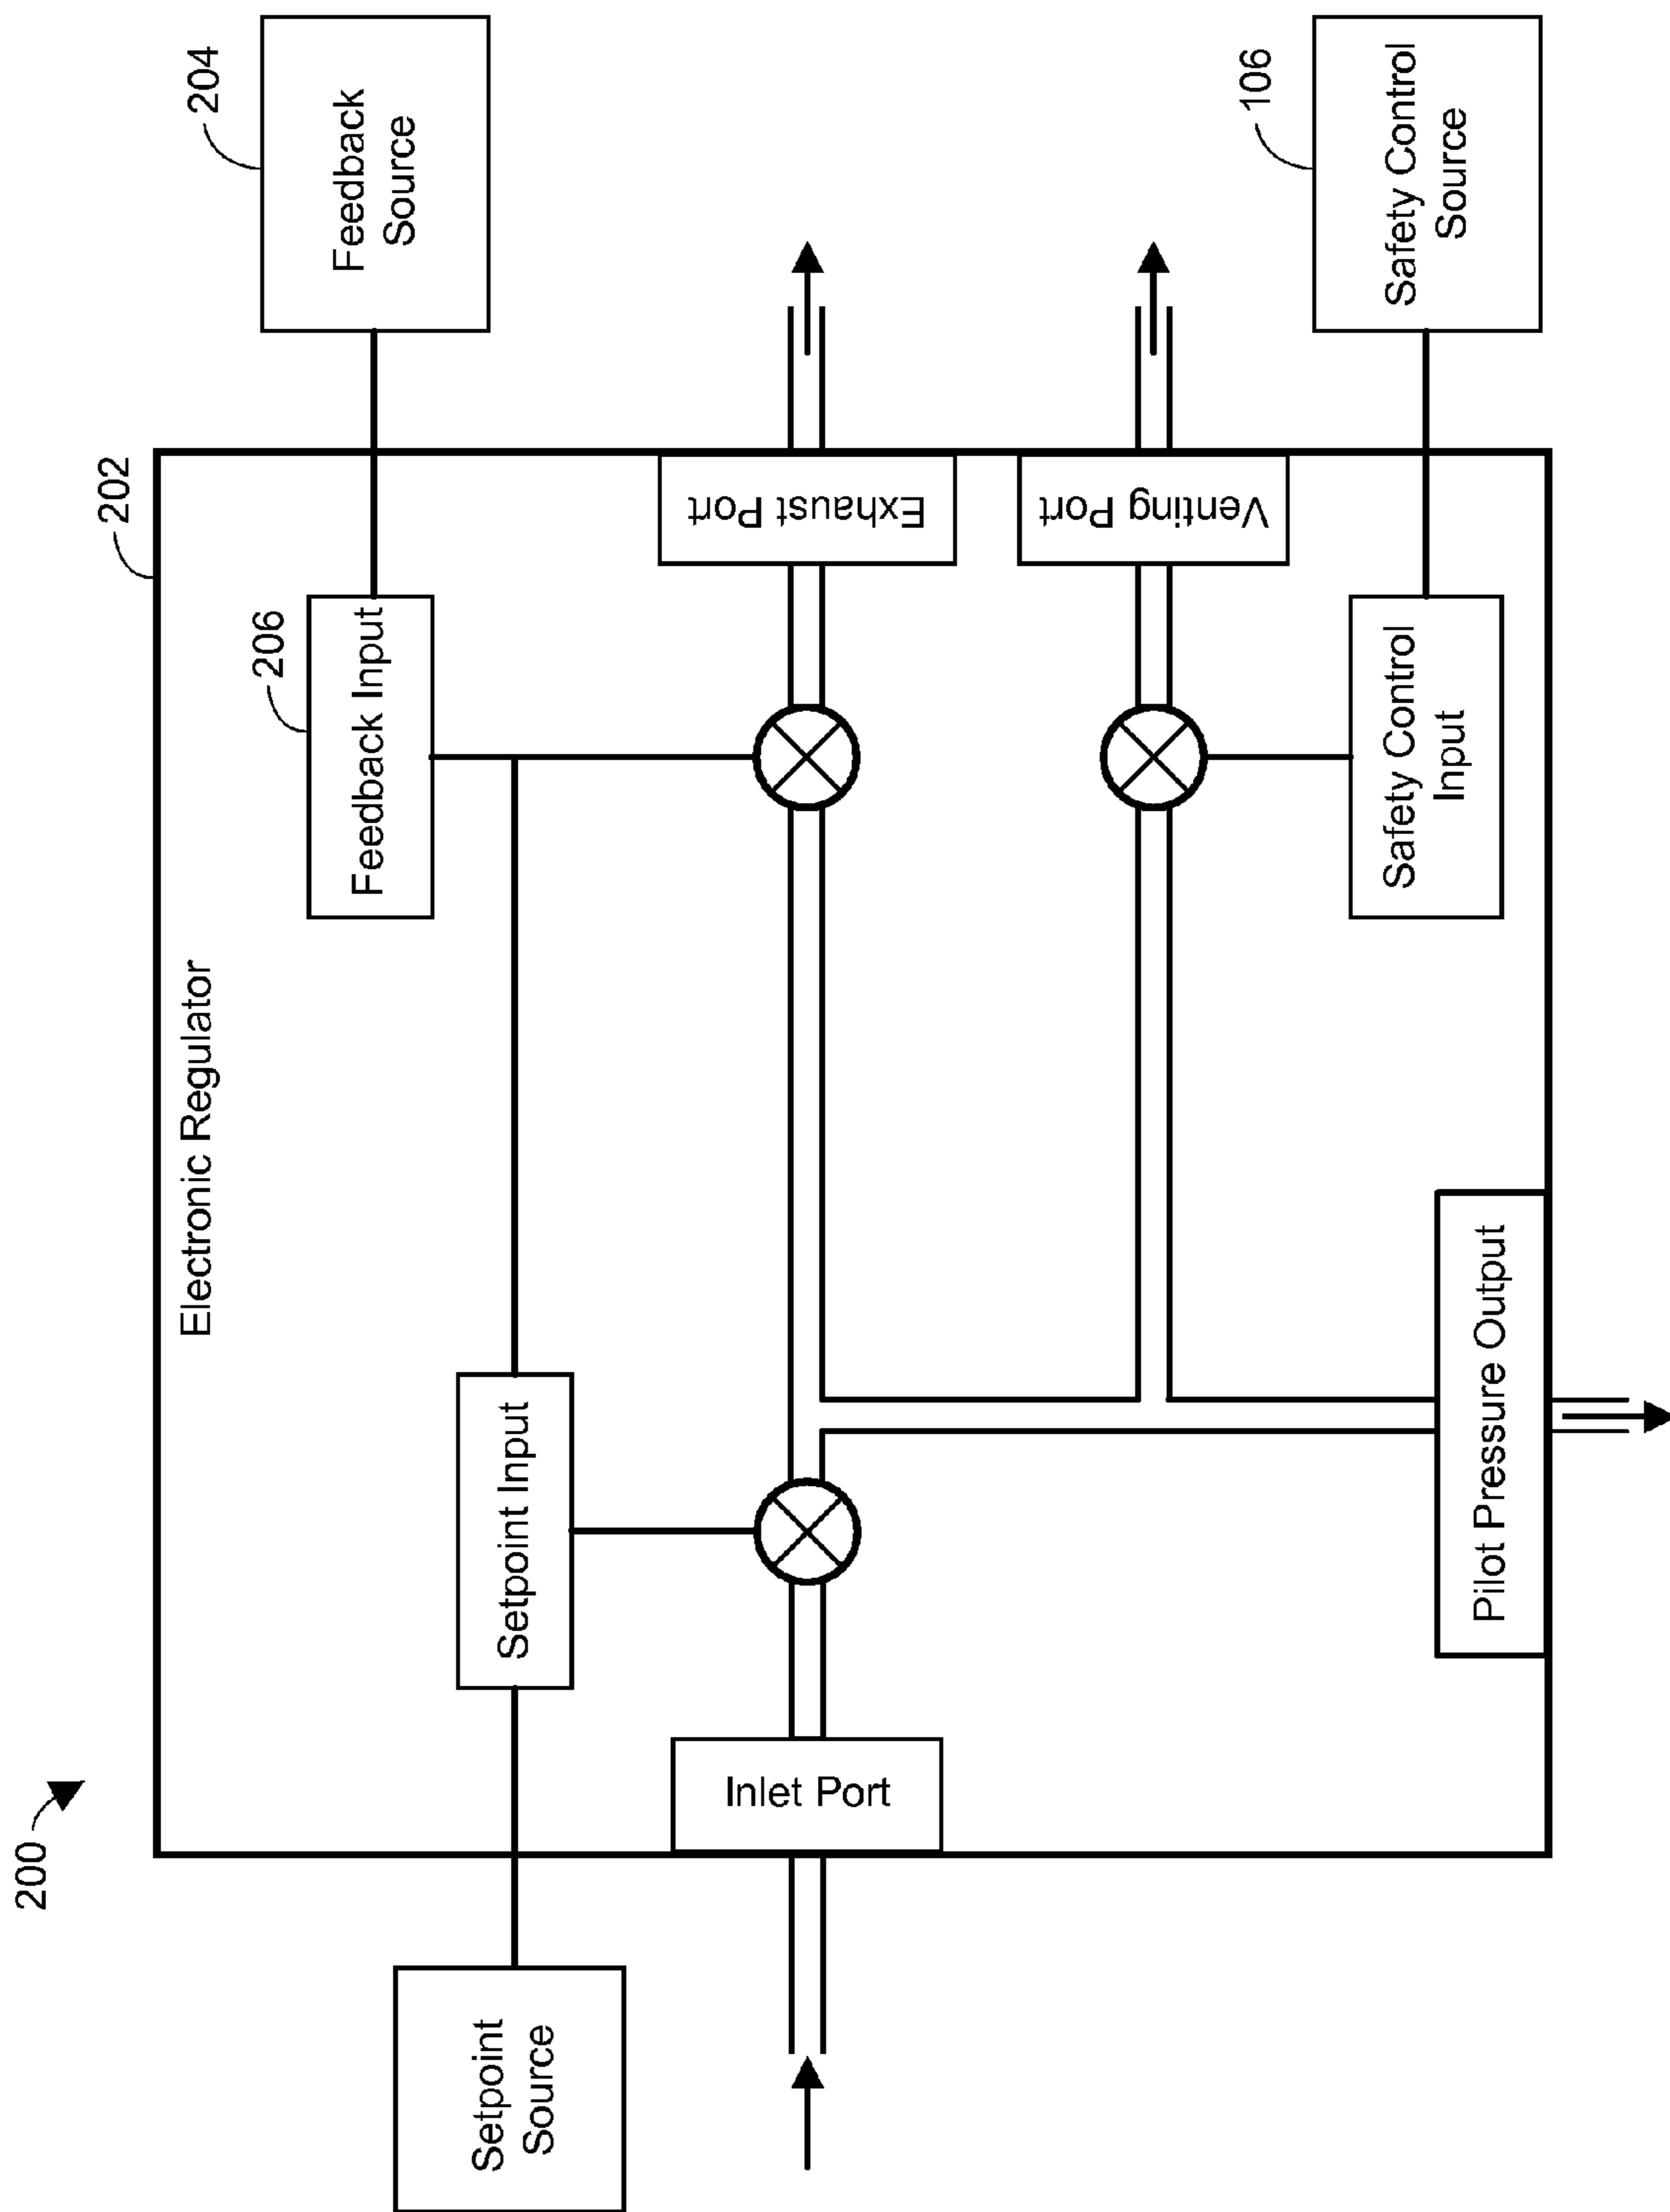 200
202
Electronic Regulator
204
Feedback
Source
206
Feedback Input
Setpoint
Source
Setpoint Input
Inlet Port
Exhaust Port
Venting Port
Pilot Pressure Output
Safety Control
Input
106
Safety Control
Source